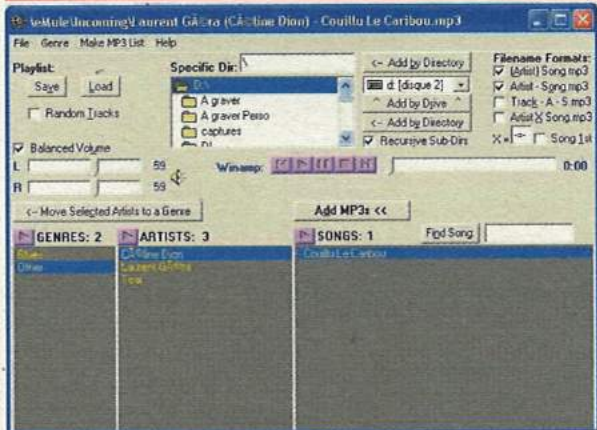 \eMule\Incoming\Laurent GÃ©ra (CÃ©line Dion) - Couillu Le Caribou.mp3
File Genre Make MP3 List Help
Playlist:
Save Load
Random Tracks
Specific Dir: \
D:\
A graver
A graver Perso
captures
<- Add by Directory
d: [disque 2]
^ Add by Drive ^
<- Add by Directory
Recursive Sub-Dirs
Filename Formats:
(Artist) Song.mp3
Artist - Song.mp3
Track - A - S.mp3
Artist X Song.mp3
X= Song 1st
Balanced Volume
L 59
R 59
Winamp: 0:00
<- Move Selected Artists to a Genre
Add MP3s <<
GENRES: 2
Blues
Other
ARTISTS: 3
CÃ©line Dion
Laurent GÃ©ra
SONGS: 1
Find Song:
Couillu Le Caribou